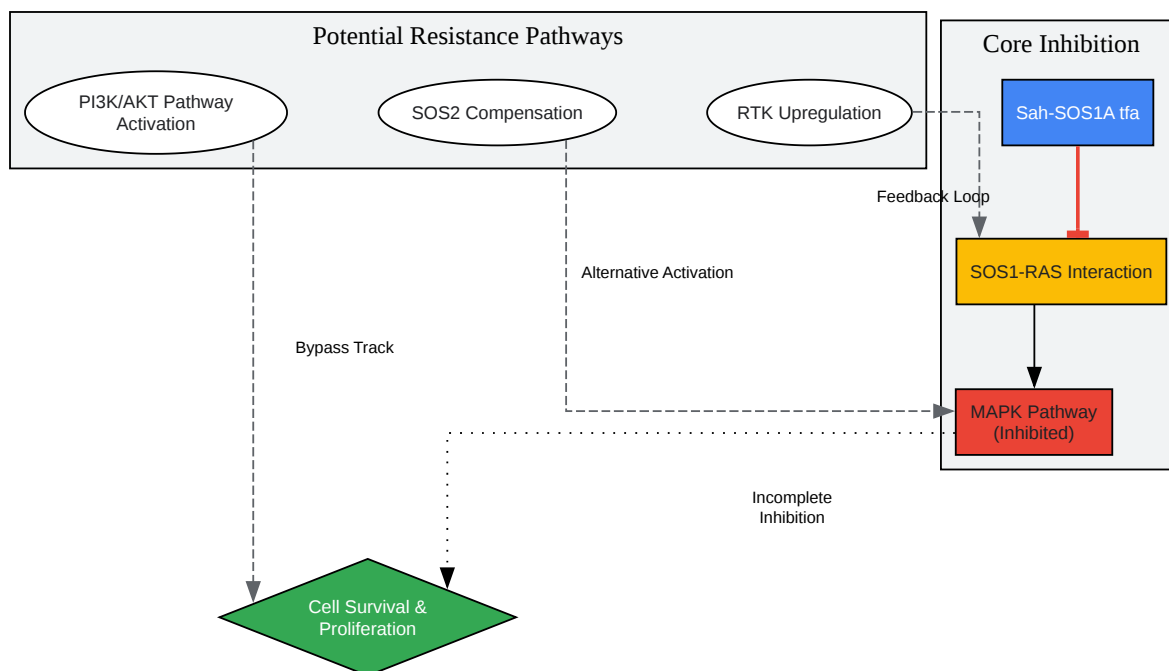 Potential Resistance Pathways
Core Inhibition
PI3K/AKT Pathway
Activation
SOS2 Compensation
RTK Upregulation
Sah-SOS1A tfa
Feedback Loop
SOS1-RAS Interaction
Alternative Activation
Bypass Track
MAPK Pathway
(Inhibited)
Incomplete
Inhibition
Cell Survival &
Proliferation